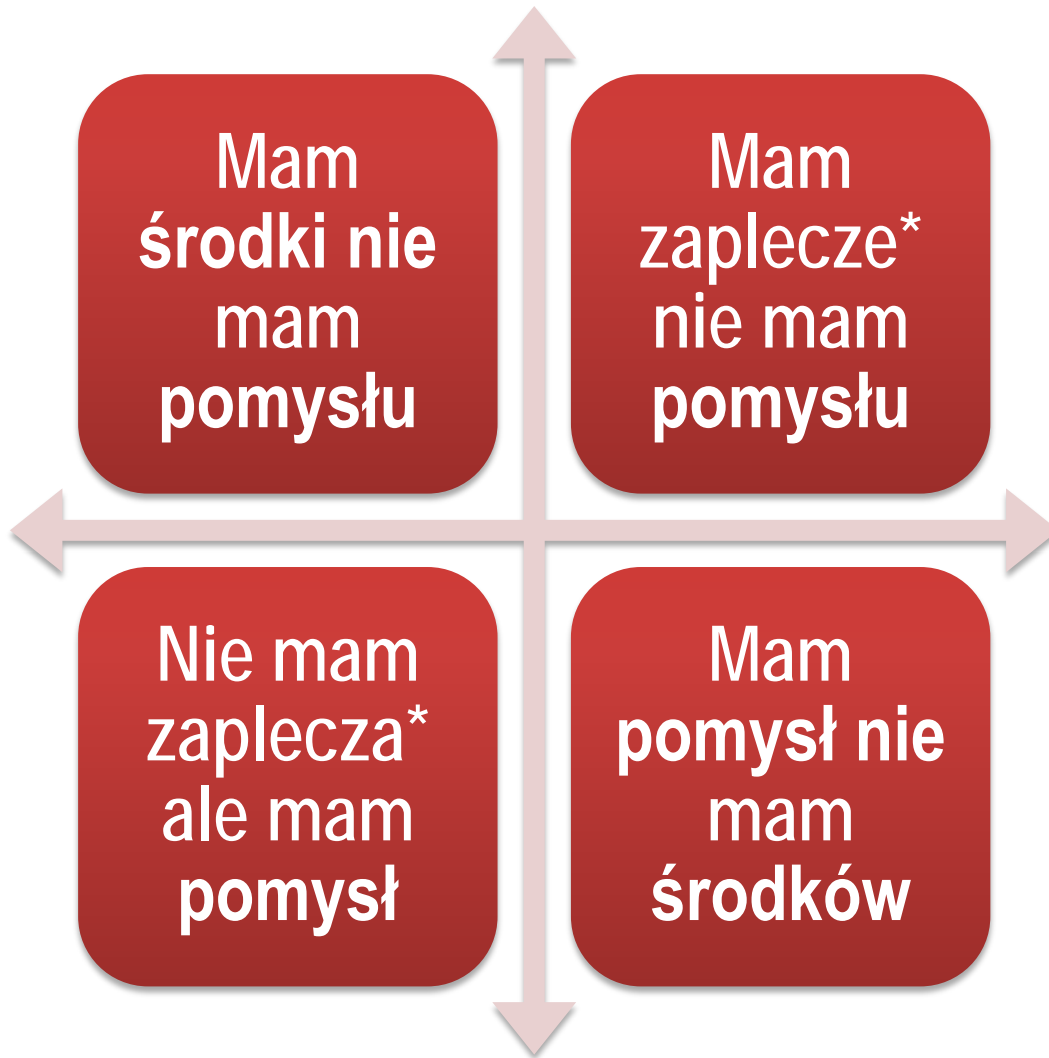 Mam
środki nie
mam
pomysłu
Mam
zaplecze*
nie mam
pomysłu
Nie mam
zaplecza*
ale mam
pomysł
Mam
pomysł nie
mam
środków